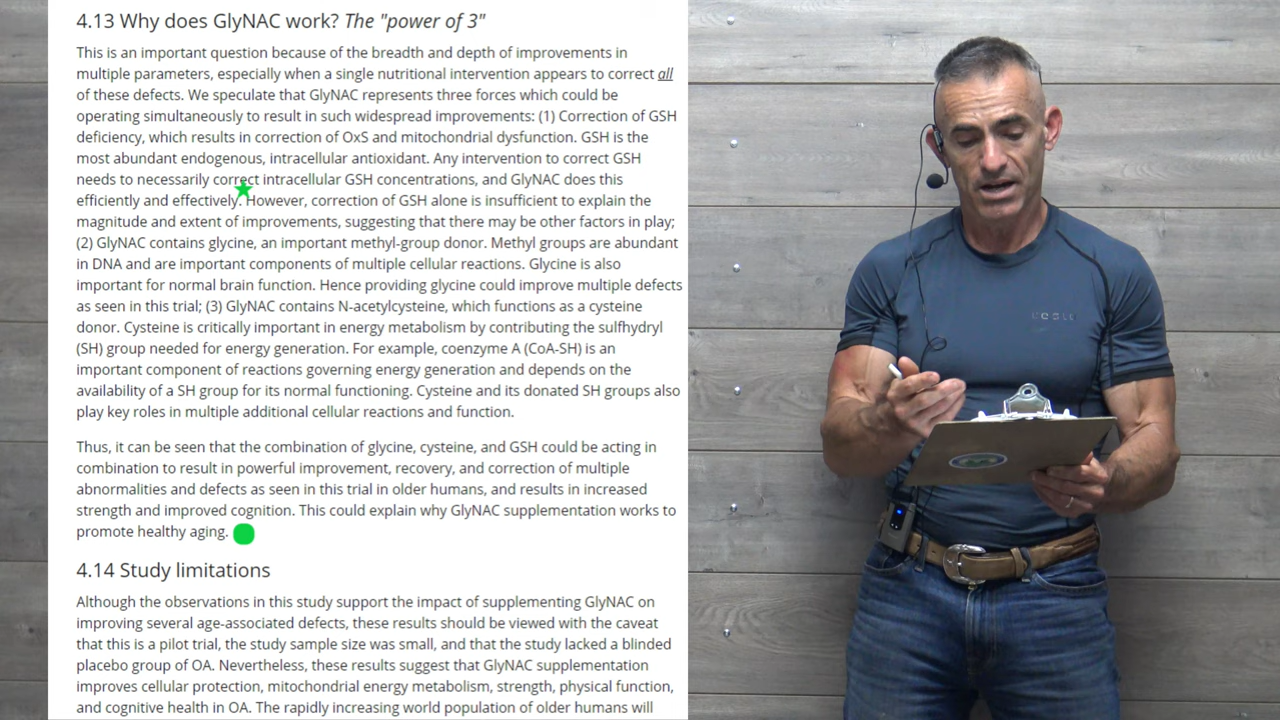 4.13 Why does GlyNAC work? The "power of 3"
This is an important question because of the breadth and depth of improvements in
multiple parameters, especially when a single nutritional intervention appears to correct all
of these defects. We speculate that GlyNAC represents three forces which could be
operating simultaneously to result in such widespread improvements: (1) Correction of GSH
deficiency, which results in correction of OxS and mitochondrial dysfunction. GSH is the
most abundant endogenous, intracellular antioxidant. Any intervention to correct GSH
needs to necessarily correct intracellular GSH concentrations, and GlyNAC does this
efficiently and effectively. However, correction of GSH alone is insufficient to explain the
magnitude and extent of improvements, suggesting that there may be other factors in play;
(2) GlyNAC contains glycine, an important methyl-group donor. Methyl groups are abundant
in DNA and are important components of multiple cellular reactions. Glycine is also
important for normal brain function. Hence providing glycine could improve multiple defects
as seen in this trial; (3) GlyNAC contains N-acetylcysteine, which functions as a cysteine
donor. Cysteine is critically important in energy metabolism by contributing the sulfhydryl
(SH) group needed for energy generation. For example, coenzyme A (CoA-SH) is an
important component of reactions governing energy generation and depends on the
availability of a SH group for its normal functioning. Cysteine and its donated SH groups also
play key roles in multiple additional cellular reactions and function.
Thus, it can be seen that the combination of glycine, cysteine, and GSH could be acting in
combination to result in powerful improvement, recovery, and correction of multiple
abnormalities and defects as seen in this trial in older humans, and results in increased
strength and improved cognition. This could explain why GlyNAC supplementation works to
promote healthy aging.
4.14 Study limitations
Although the observations in this study support the impact of supplementing GlyNAC on
improving several age-associated defects, these results should be viewed with the caveat
that this is a pilot trial, the study sample size was small, and that the study lacked a blinded
placebo group of OA. Nevertheless, these results suggest that GlyNAC supplementation
improves cellular protection, mitochondrial energy metabolism, strength, physical function,
and cognitive health in OA. The rapidly increasing world population of older humans will